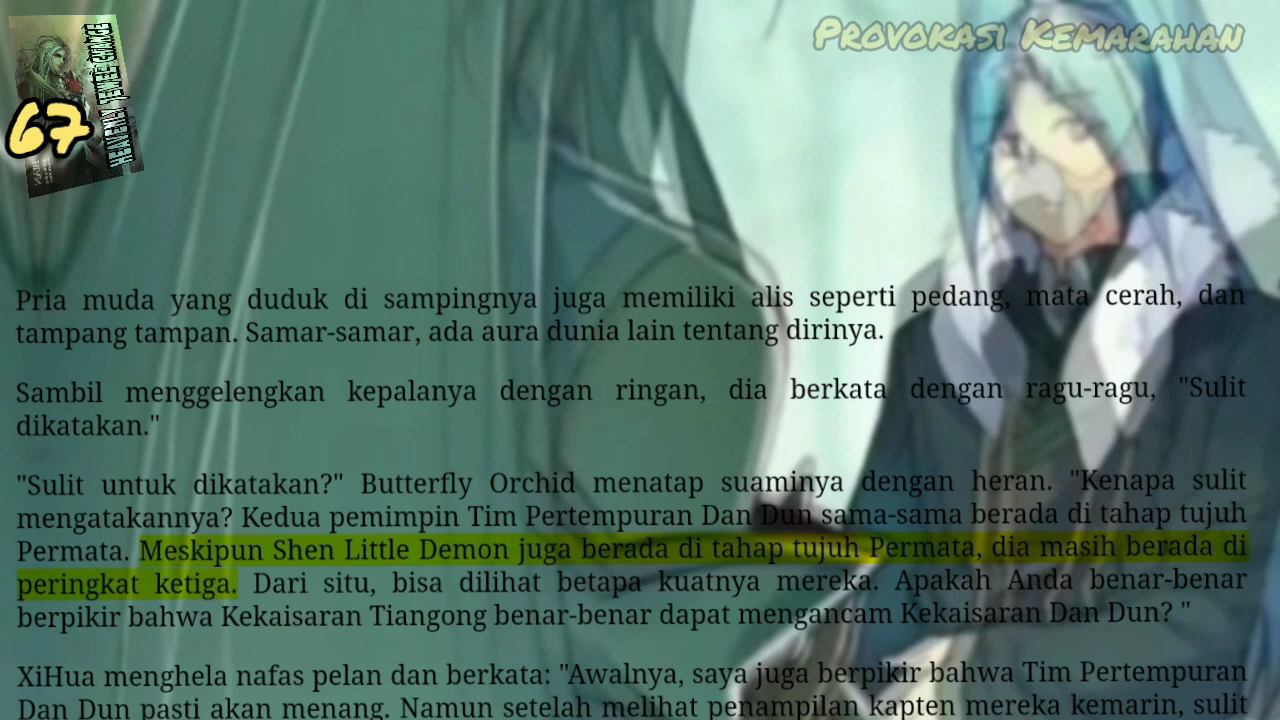 Provokasi Kemarahan
HEAVENLY JEWEL CHANGE
67
Pria muda yang duduk di sampingnya juga memiliki alis seperti pedang, mata cerah, dan
tampang tampan. Samar-samar, ada aura dunia lain tentang dirinya.
Sambil menggelengkan kepalanya dengan ringan, dia berkata dengan ragu-ragu, "Sulit
dikatakan."
"Sulit untuk dikatakan?" Butterfly Orchid menatap suaminya dengan heran. "Kenapa sulit
mengatakannya? Kedua pemimpin Tim Pertempuran Dan Dun sama-sama berada di tahap tujuh
Permata. Meskipun Shen Little Demon juga berada di tahap tujuh Permata, dia masih berada di
peringkat ketiga. Dari situ, bisa dilihat betapa kuatnya mereka. Apakah Anda benar-benar
berpikir bahwa Kekaisaran Tiangong benar-benar dapat mengancam Kekaisaran Dan Dun? "
XiHua menghela nafas pelan dan berkata: "Awalnya, saya juga berpikir bahwa Tim Pertempuran
Dan Dun pasti akan menang. Namun setelah melihat penampilan kapten mereka kemarin, sulit